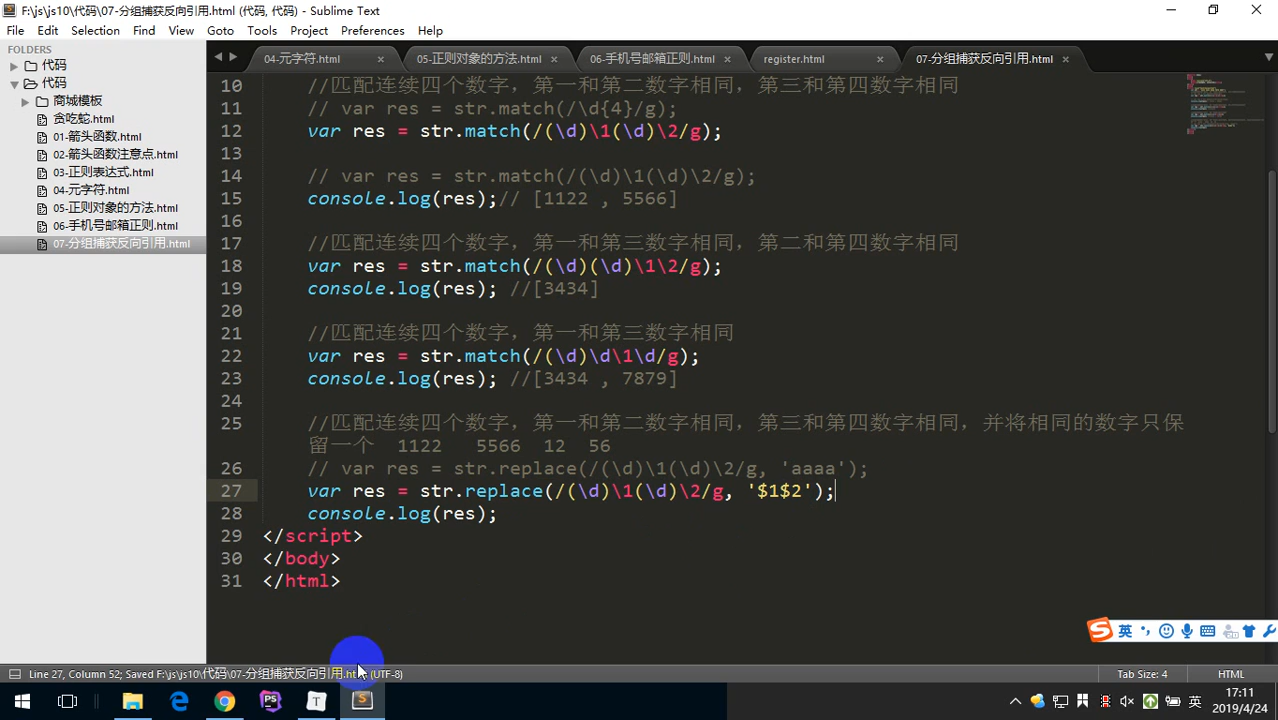 F:\js\js10\代码\07-分组捕获反向引用.html (代码, 代码) - Sublime Text
File Edit Selection Find View Goto Tools Project Preferences Help
FOLDERS
代码
代码
商城模板
贪吃蛇.html
01-箭头函数.html
02-箭头函数注意点.html
03-正则表达式.html
04-元字符.html
05-正则对象的方法.html
06-手机号邮箱正则.html
07-分组捕获反向引用.html
04-元字符.html 05-正则对象的方法.html 06-手机号邮箱正则.html register.html 07-分组捕获反向引用.html
10 //匹配连续四个数字，第一和第二数字相同，第三和第四数字相同
11 // var res = str.match(/\d{4}/g);
12 var res = str.match(/(\d)\1(\d)\2/g);
13
14 // var res = str.match(/(\d)\1(\d)\2/g);
15 console.log(res);// [1122 , 5566]
16
17 //匹配连续四个数字，第一和第三数字相同，第二和第四数字相同
18 var res = str.match(/(\d)(\d)\1\2/g);
19 console.log(res); //[3434]
20
21 //匹配连续四个数字，第一和第三数字相同
22 var res = str.match(/(\d)\d\1\d/g);
23 console.log(res); //[3434 , 7879]
24
25 //匹配连续四个数字，第一和第二数字相同，第三和第四数字相同，并将相同的数字只保
留一个 1122 5566 12 56
26 // var res = str.replace(/(\d)\1(\d)\2/g, 'aaaa');
27 var res = str.replace(/(\d)\1(\d)\2/g, '$1$2');
28 console.log(res);
29 </script>
30 </body>
31 </html>
英
Line 27, Column 52; Saved F:\js\js10\代码\07-分组捕获反向引用.html (UTF-8) Tab Size: 4 HTML
英
17:11
2019/4/24